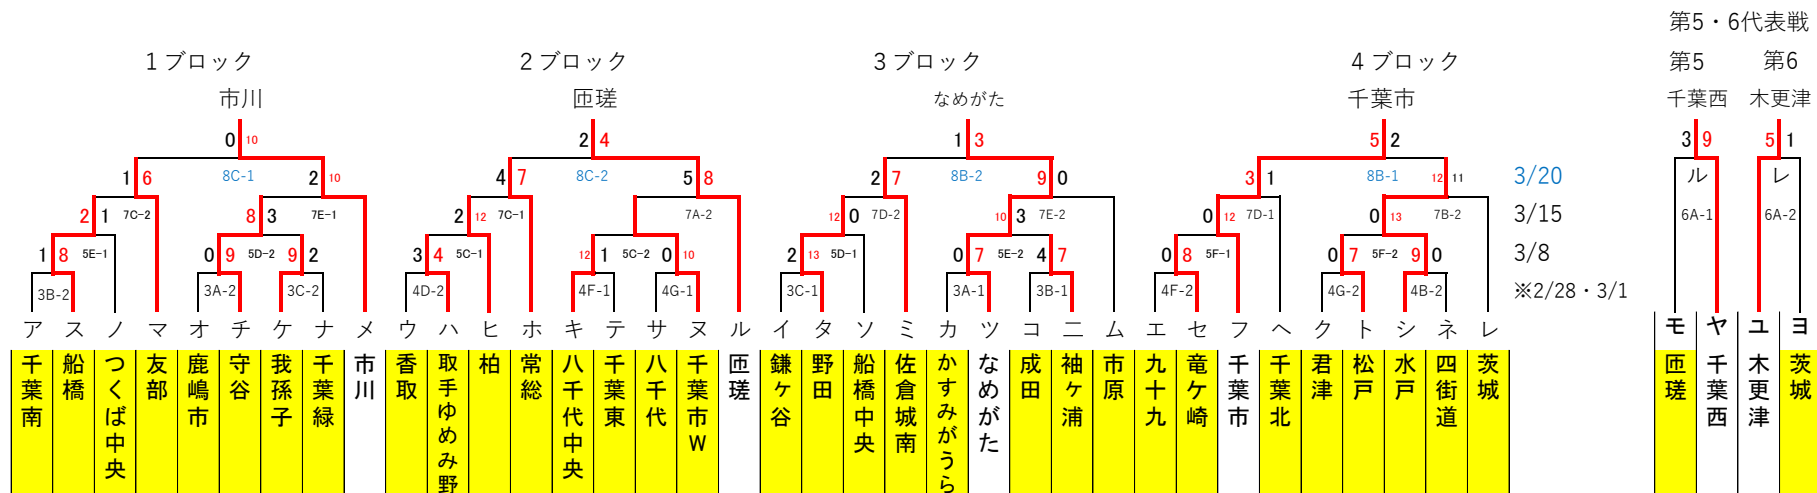 第5・6代表戦
1 ブロック 2 ブロック 3 ブロック 4 ブロック 第5 第6
市川 匝瑳 なめがた 千葉市 千葉西 木更津
0 10 2 4 1 3 5 2 3 9 5 1
1 6 8C-1 2 10 4 7 8C-2 5 8 2 7 8B-2 9 0 3 1 8B-1 12 11 3/20 ル レ
2 1 7C-2 8 3 7E-1 2 12 7C-1 7A-2 12 0 7D-2 10 3 7E-2 0 12 7D-1 0 13 7B-2 3/15 6A-1 6A-2
1 8 5E-1 0 9 5D-2 9 2 3 4 5C-1 12 1 5C-2 0 10 2 13 5D-1 0 7 5E-2 4 7 0 8 5F-1 0 7 5F-2 9 0 3/8
3B-2 3A-2 3C-2 4D-2 4F-1 4G-1 3C-1 3A-1 3B-1 4F-2 4G-2 4B-2 ※2/28・3/1
ア ス ノ マ オ チ ケ ナ メ ウ ハ ヒ ホ キ テ サ ヌ ル イ タ ソ ミ カ ツ コ ニ ム エ セ フ ヘ ク ト シ ネ レ モ ヤ ユ ヨ
千葉南
船橋
つくば中央
友部
鹿嶋市
守谷
我孫子
千葉緑
市川
香取
取手ゆめみ野
柏
常総
八千代中央
千葉東
八千代
千葉市W
匝瑳
鎌ヶ谷
野田
船橋中央
佐倉城南
かすみがうら
なめがた
成田
袖ヶ浦
市原
九十九
竜ケ崎
千葉市
千葉北
君津
松戸
水戸
四街道
茨城
匝瑳
千葉西
木更津
茨城